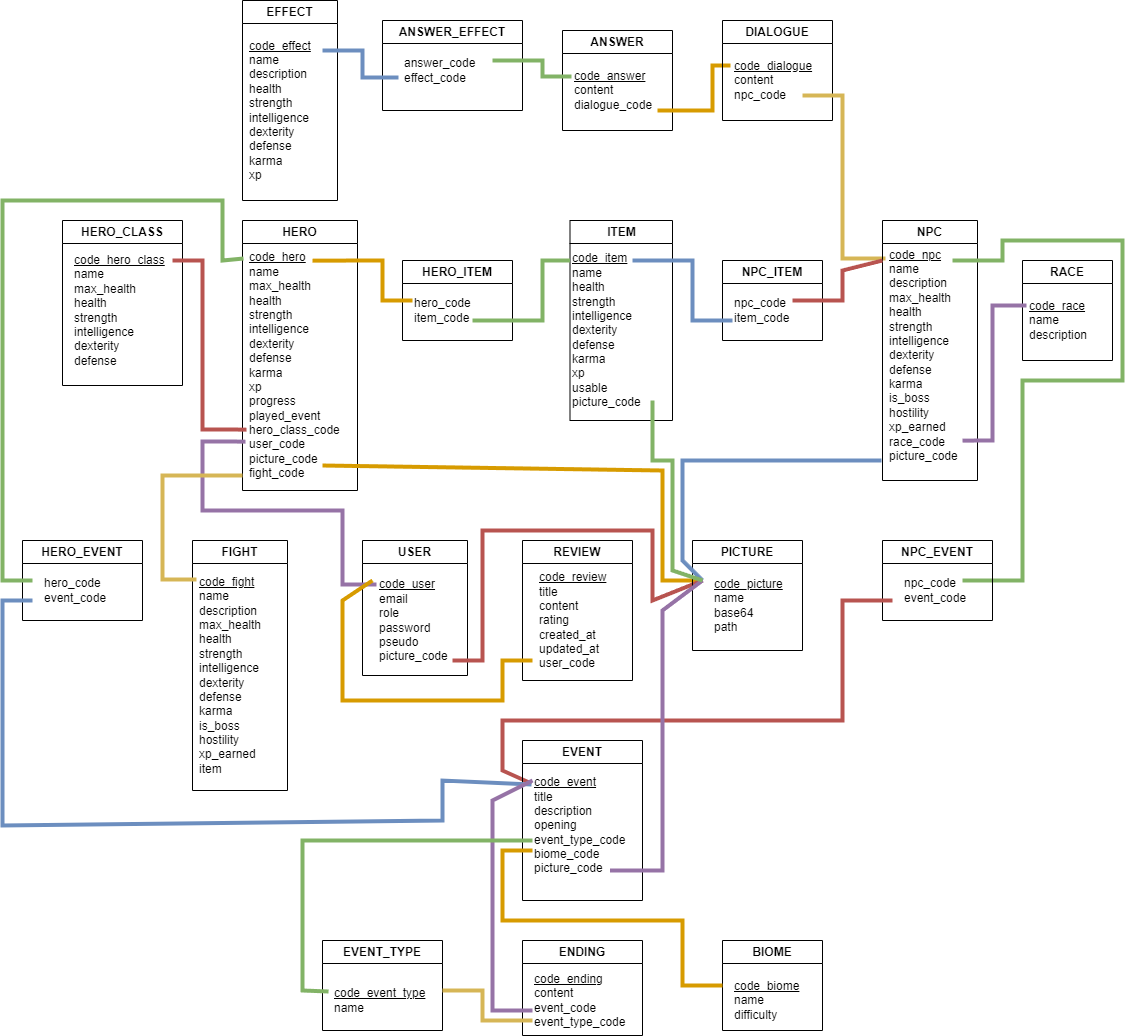 EFFECT
code_effect
name
description
health
strength
intelligence
dexterity
defense
karma
xp
ANSWER_EFFECT
answer_code
effect_code
ANSWER
code_answer
content
dialogue_code
DIALOGUE
code_dialogue
content
npc_code
HERO_CLASS
code_hero_class
name
max_health
health
strength
intelligence
dexterity
defense
HERO
code_hero
name
max_health
health
strength
intelligence
dexterity
defense
karma
xp
progress
played_event
hero_class_code
user_code
picture_code
fight_code
HERO_ITEM
hero_code
item_code
ITEM
code_item
name
health
strength
intelligence
dexterity
defense
karma
xp
usable
picture_code
NPC_ITEM
npc_code
item_code
NPC
code_npc
name
description
max_health
health
strength
intelligence
dexterity
defense
karma
is_boss
hostility
xp_earned
race_code
picture_code
RACE
code_race
name
description
HERO_EVENT
hero_code
event_code
FIGHT
code_fight
name
description
max_health
health
strength
intelligence
dexterity
defense
karma
is_boss
hostility
xp_earned
item
USER
code_user
email
role
password
pseudo
picture_code
REVIEW
code_review
title
content
rating
created_at
updated_at
user_code
PICTURE
code_picture
name
base64
path
NPC_EVENT
npc_code
event_code
EVENT
code_event
title
description
opening
event_type_code
biome_code
picture_code
EVENT_TYPE
code_event_type
name
ENDING
code_ending
content
event_code
event_type_code
BIOME
code_biome
name
difficulty